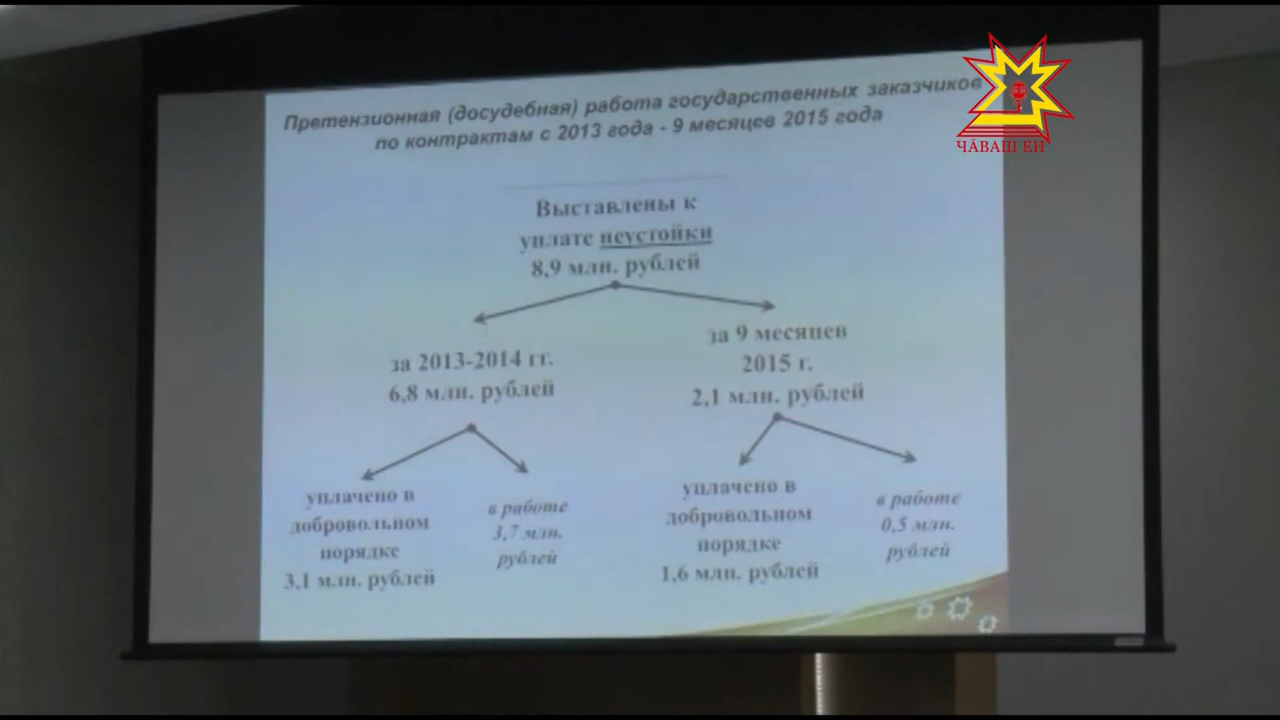 Претензионная (досудебная) работа государственных заказчиков
по контрактам с 2013 года - 9 месяцев 2015 года
ЧӐВАШ ЕН
Выставлены к
уплате неустойки
8,9 млн. рублей
за 2013-2014 гг.
6,8 млн. рублей
за 9 месяцев
2015 г.
2,1 млн. рублей
уплачено в
добровольном
порядке
3,1 млн. рублей
в работе
3,7 млн.
рублей
уплачено в
добровольном
порядке
1,6 млн. рублей
в работе
0,5 млн.
рублей